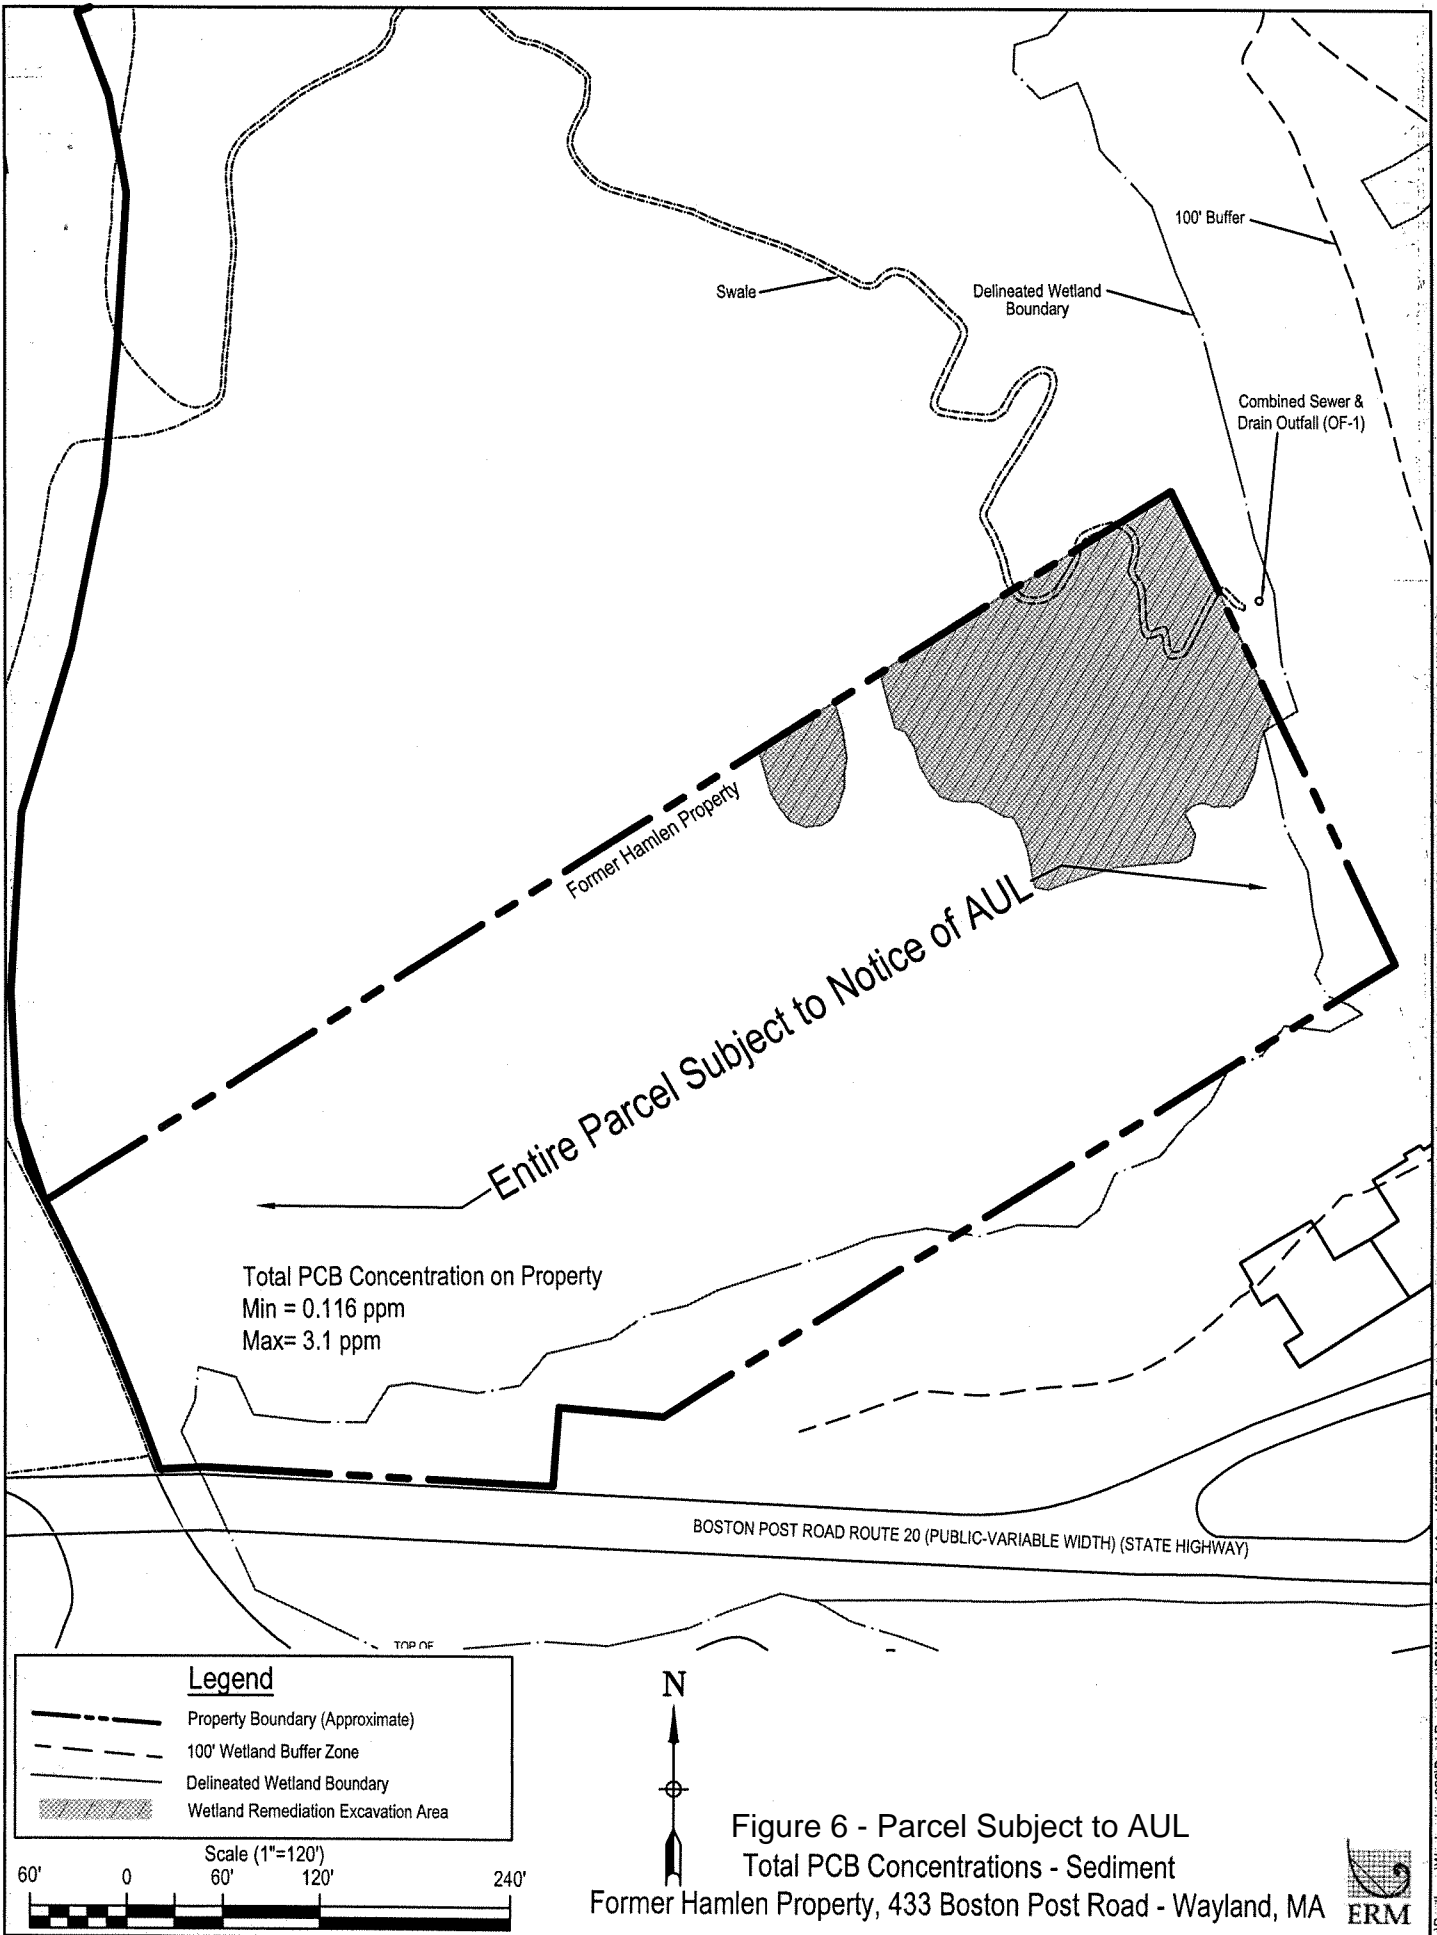 100' Buffer
Swale
Delineated Wetland
Boundary
Combined Sewer &
Drain Outfall (OF-1)
Former Hamlen Property
Entire Parcel Subject to Notice of AUL
Total PCB Concentration on Property
Min = 0.116 ppm
Max= 3.1 ppm
BOSTON POST ROAD ROUTE 20 (PUBLIC-VARIABLE WIDTH) (STATE HIGHWAY)
TOP OF
Legend
Property Boundary (Approximate)
100' Wetland Buffer Zone
Delineated Wetland Boundary
Wetland Remediation Excavation Area
Scale (1"=120')
60' 0 60' 120' 240'
N
Figure 6 - Parcel Subject to AUL
Total PCB Concentrations - Sediment
Former Hamlen Property, 433 Boston Post Road - Wayland, MA
ERM